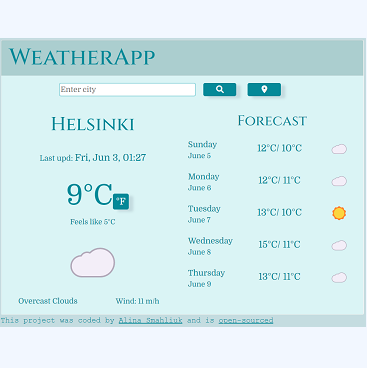 WeatherApp
Enter city
Helsinki
Last upd: Fri, Jun 3, 01:27
9°C °F
Feels like 5°C
Overcast Clouds
Wind: 11 m/h
Forecast
Sunday
June 5
12°C/ 10°C
Monday
June 6
12°C/ 11°C
Tuesday
June 7
13°C/ 10°C
Wednesday
June 8
15°C/ 11°C
Thursday
June 9
13°C/ 11°C
This project was coded by Alina Smahliuk and is open-sourced